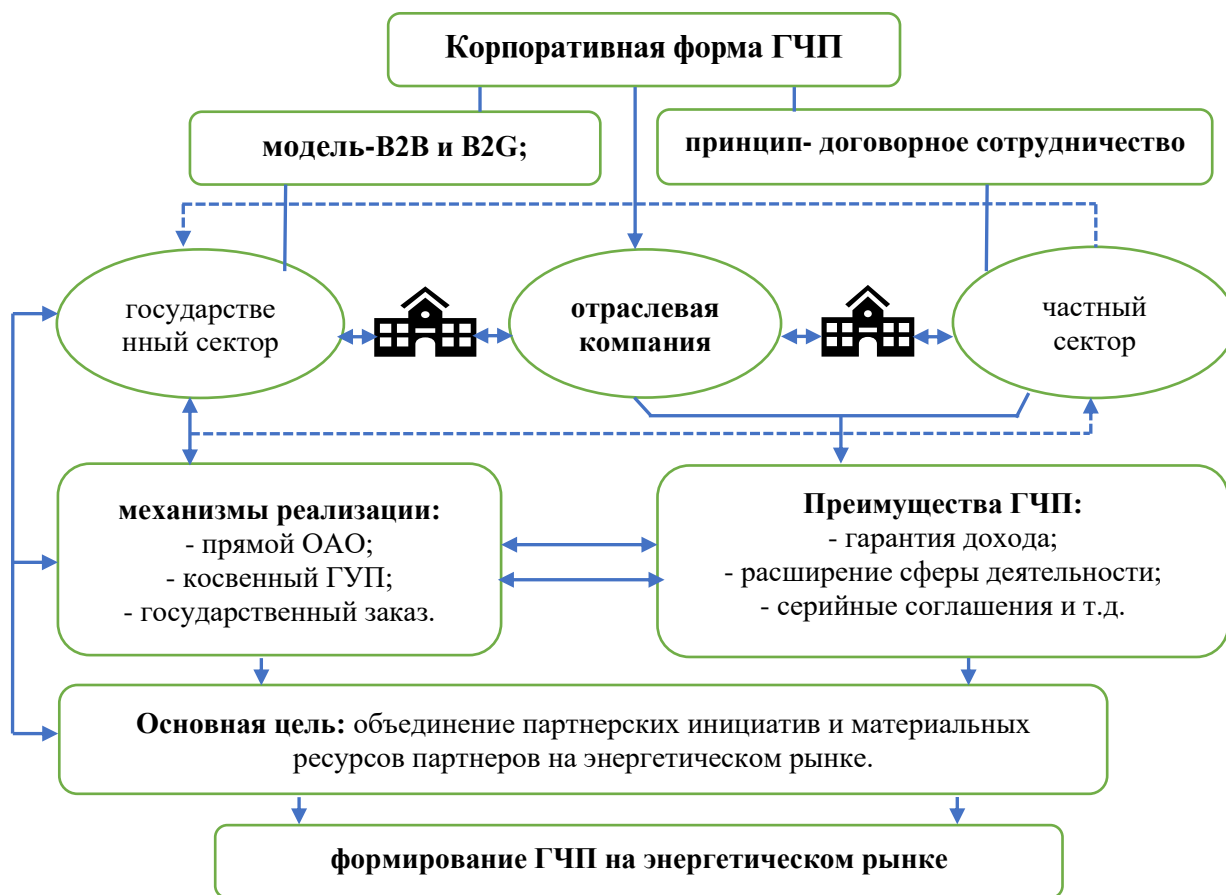 Корпоративная форма ГЧП
модель-B2B и B2G;
принцип- договорное сотрудничество
государстве
нный сектор
отраслевая
компания
частный
сектор
механизмы реализации:
- прямой ОАО;
- косвенный ГУП;
- государственный заказ.
Преимущества ГЧП:
- гарантия дохода;
- расширение сферы деятельности;
- серийные соглашения и т.д.
Основная цель: объединение партнерских инициатив и материальных
ресурсов партнеров на энергетическом рынке.
формирование ГЧП на энергетическом рынке